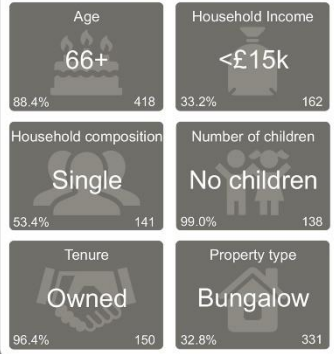 Age
66+
88.4% 418
Household Income
<£15k
33.2% 162
Household composition
Single
53.4% 141
Number of children
No children
99.0% 138
Tenure
Owned
96.4% 150
Property type
Bungalow
32.8% 331